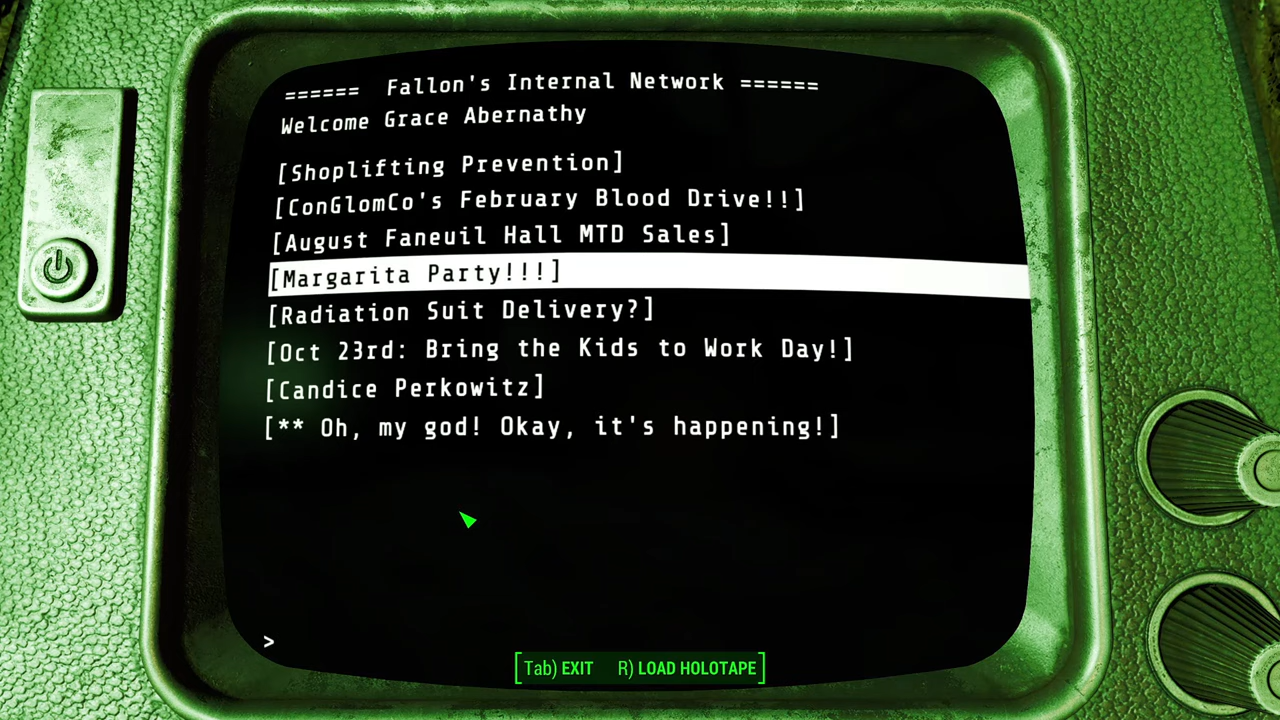 ====== Fallon's Internal Network ======
Welcome Grace Abernathy
[Shoplifting Prevention]
[ConGlomCo's February Blood Drive!!]
[August Faneuil Hall MTD Sales]
[Margarita Party!!!]
[Radiation Suit Delivery?]
[Oct 23rd: Bring the Kids to Work Day!]
[Candice Perkowitz]
[** Oh, my god! Okay, it's happening!]
>
Tab) EXIT R) LOAD HOLOTAPE